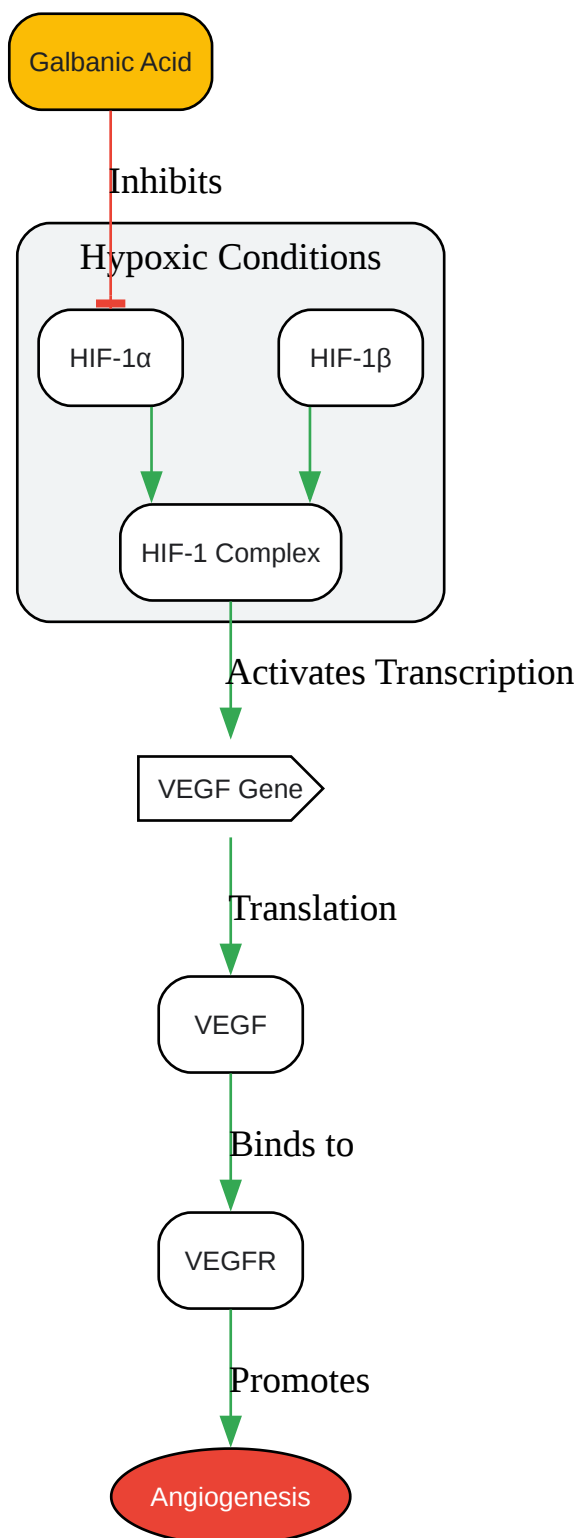 Galbanic Acid
Inhibits
Hypoxic Conditions
HIF-1α
HIF-1β
HIF-1 Complex
Activates Transcription
VEGF Gene
Translation
VEGF
Binds to
VEGFR
Promotes
Angiogenesis